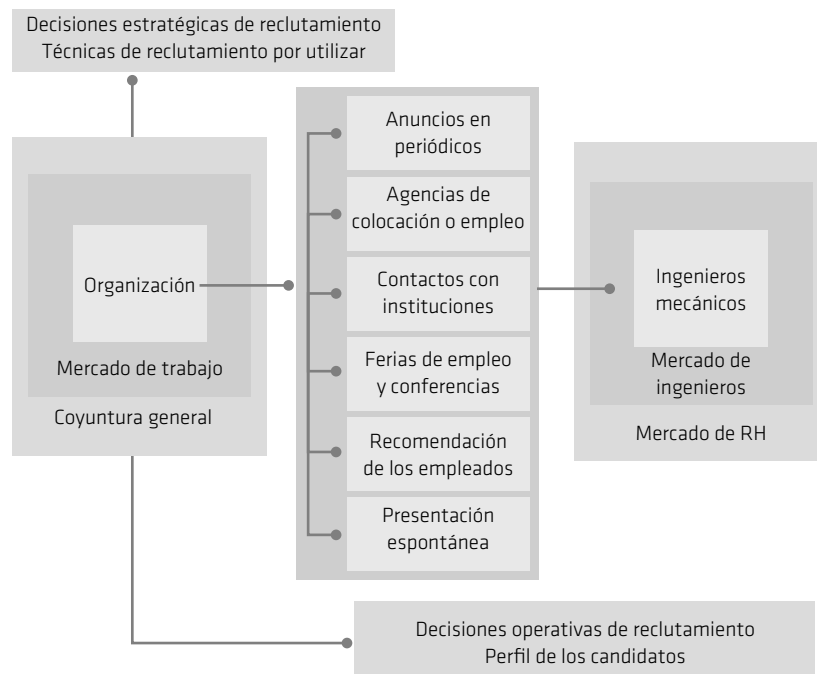 Decisiones estratégicas de reclutamiento
Técnicas de reclutamiento por utilizar
Organización
Mercado de trabajo
Coyuntura general
Anuncios en
periódicos
Agencias de
colocación o empleo
Contactos con
instituciones
Ferias de empleo
y conferencias
Recomendación
de los empleados
Presentación
espontánea
Ingenieros
mecánicos
Mercado de
ingenieros
Mercado de RH
Decisiones operativas de reclutamiento
Perfil de los candidatos